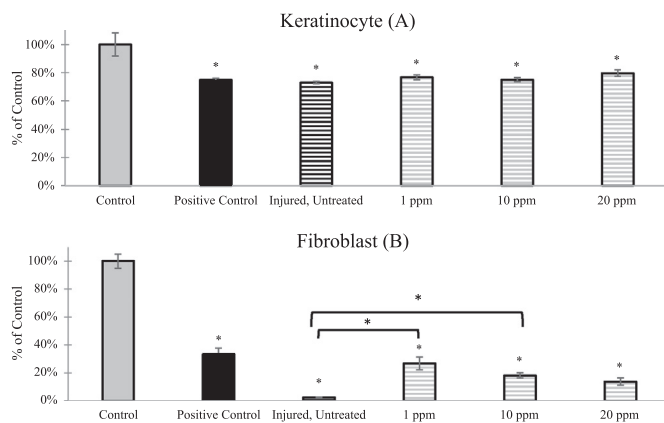 Keratinocyte (A)
% of Control
100%
80%
60%
40%
20%
0%
* * * * *
Control Positive Control Injured, Untreated 1 ppm 10 ppm 20 ppm
Fibroblast (B)
% of Control
100%
80%
60%
40%
20%
0%
*
*
* * * * *
Control Positive Control Injured, Untreated 1 ppm 10 ppm 20 ppm